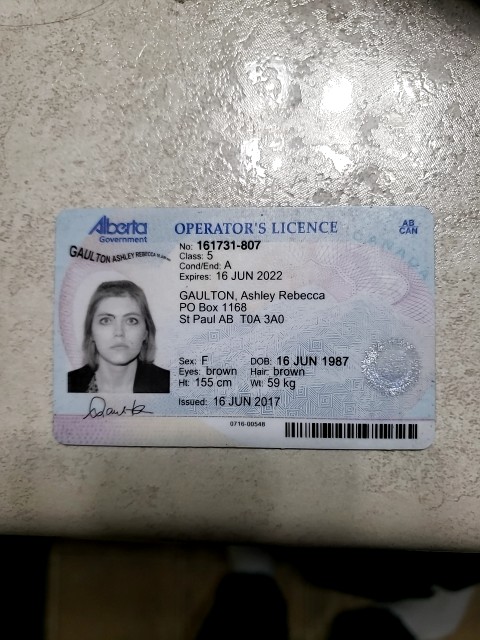 Alberta
Government
OPERATOR'S LICENCE
AB
CAN
No: 161731-807
Class: 5
Cond/End: A
Expires: 16 JUN 2022
GAULTON ASHLEY REBECCA
GAULTON, Ashley Rebecca
PO Box 1168
St Paul AB T0A 3A0
CANADA
Sex: F DOB: 16 JUN 1987
Eyes: brown Hair: brown
Ht: 155 cm Wt: 59 kg
Issued: 16 JUN 2017
0716-00548